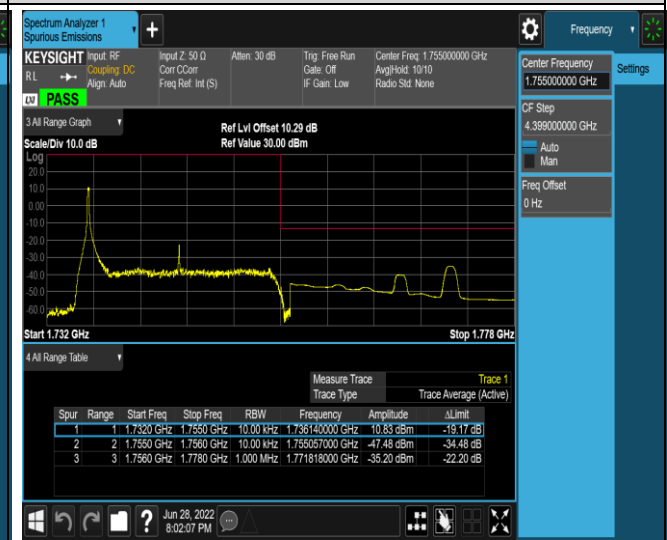 Spectrum Analyzer 1
Spurious Emissions
+
Frequency
KEYSIGHT Input: RF Input Z: 50 Ω Atten: 30 dB Trig: Free Run Center Freq: 1.755000000 GHz
R L Coupling: DC Corr CCorr Gate: Off Avg|Hold: 10/10
Align: Auto Freq Ref: Int (S) IF Gain: Low Radio Std: None
LXI PASS
Center Frequency
1.755000000 GHz
Settings
CF Step
4.399000000 GHz
Auto
Man
Freq Offset
0 Hz
3 All Range Graph
Ref Lvl Offset 10.29 dB
Scale/Div 10.0 dB Ref Value 30.00 dBm
Log
20.0
10.0
0.00
-10.0
-20.0
-30.0
-40.0
-50.0
-60.0
Start 1.732 GHz Stop 1.778 GHz
4 All Range Table
Measure Trace Trace 1
Trace Type Trace Average (Active)
Spur Range Start Freq Stop Freq RBW Frequency Amplitude ΔLimit
1 1 1.7320 GHz 1.7550 GHz 10.00 kHz 1.736140000 GHz 10.83 dBm -19.17 dB
2 2 1.7550 GHz 1.7560 GHz 10.00 kHz 1.755057000 GHz -47.48 dBm -34.48 dB
3 3 1.7560 GHz 1.7780 GHz 1.000 MHz 1.771818000 GHz -35.20 dBm -22.20 dB
?
Jun 28, 2022
8:02:07 PM